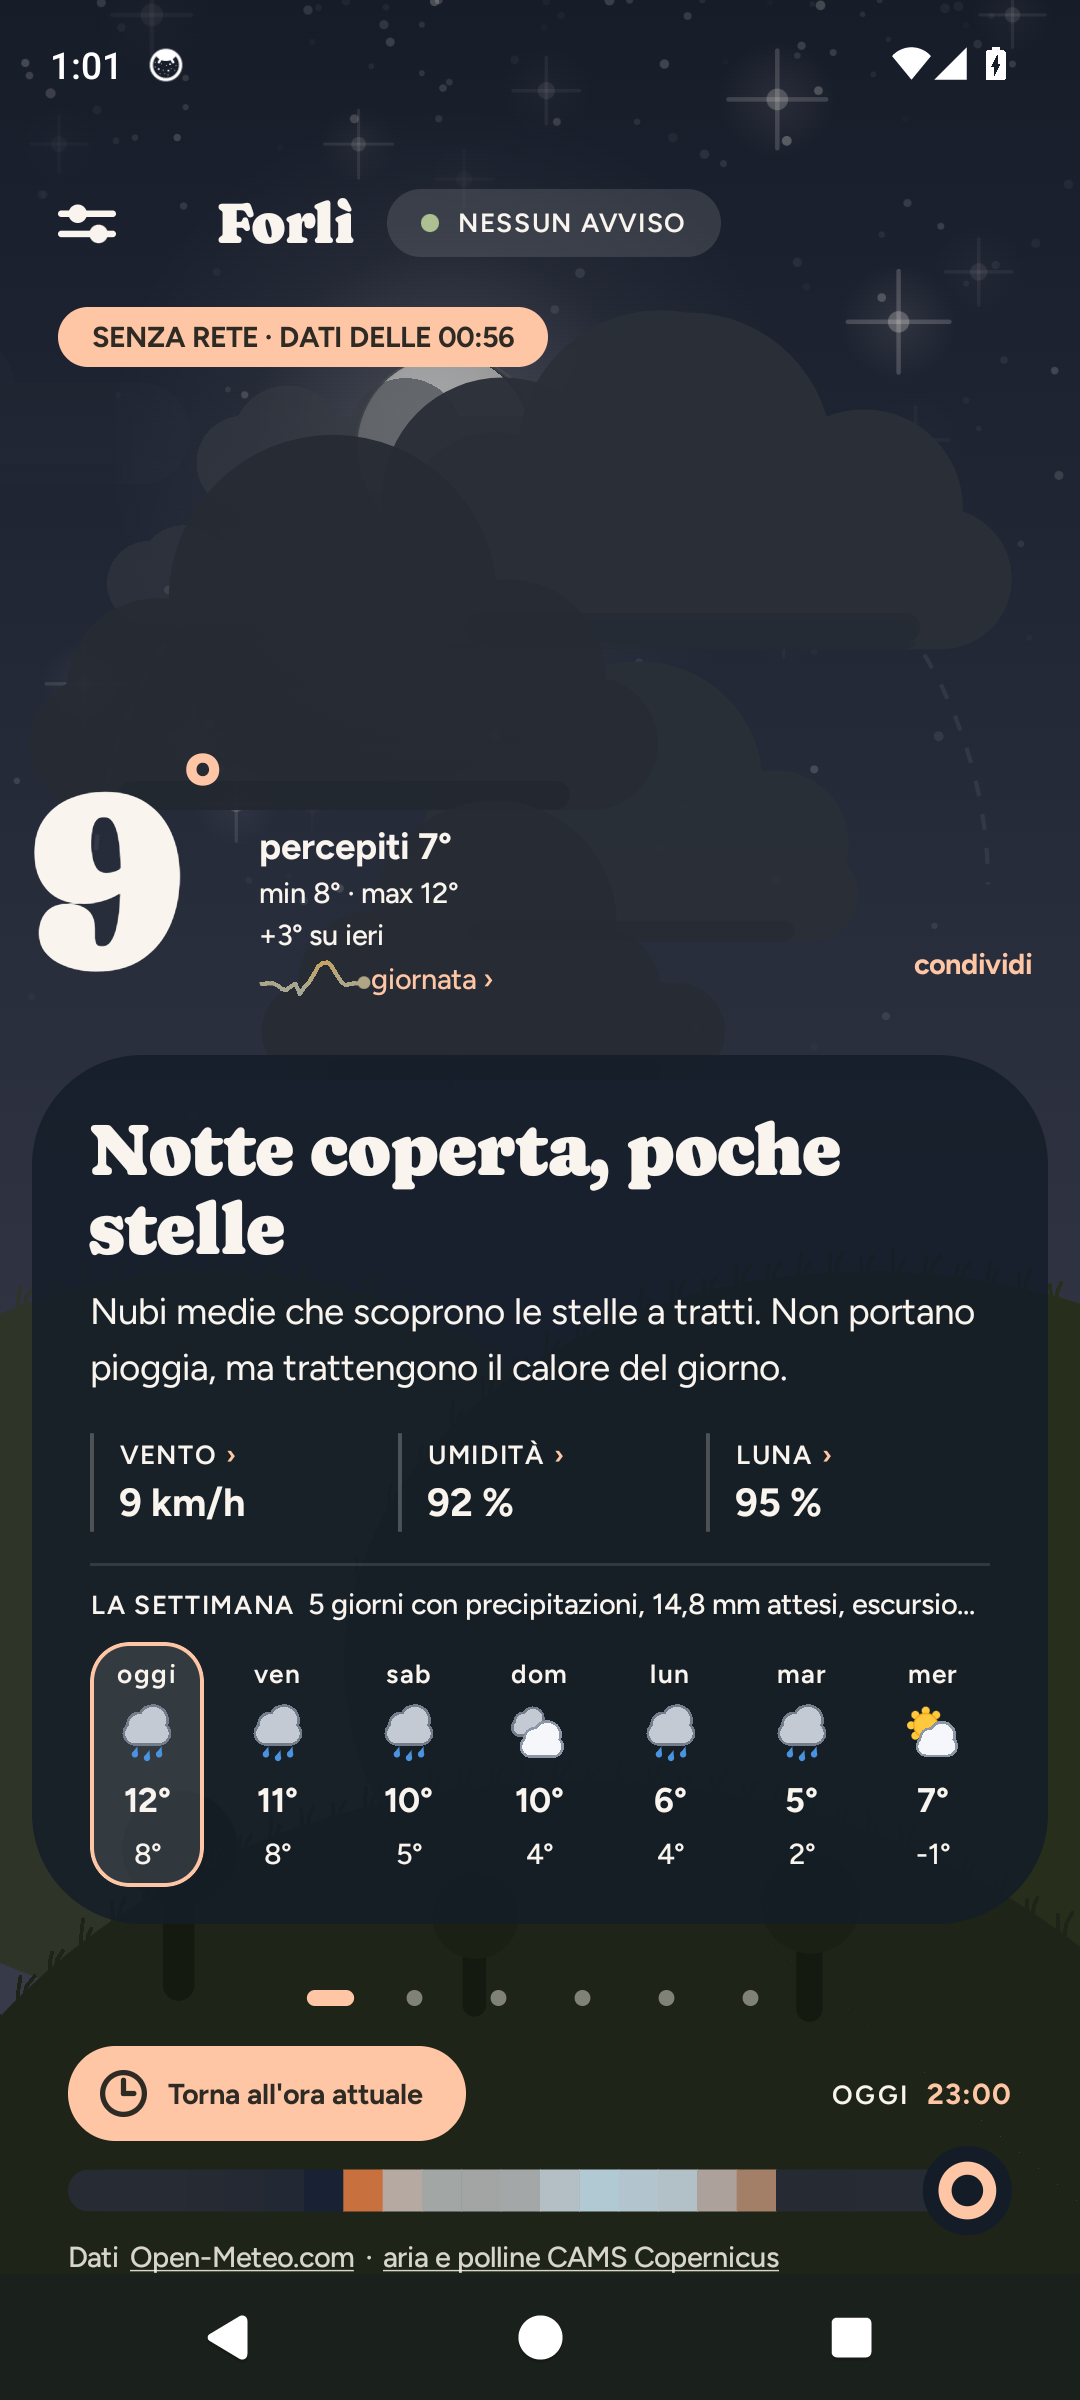 1:01
Forlì
NESSUN AVVISO
SENZA RETE · DATI DELLE 00:56
9°
percepiti 7°
min 8° · max 12°
+3° su ieri
giornata ›
condividi
Notte coperta, poche
stelle
Nubi medie che scoprono le stelle a tratti. Non portano
pioggia, ma trattengono il calore del giorno.
VENTO › UMIDITÀ › LUNA ›
9 km/h 92 % 95 %
LA SETTIMANA 5 giorni con precipitazioni, 14,8 mm attesi, escursio...
oggi ven sab dom lun mar mer
12° 11° 10° 10° 6° 5° 7°
8° 8° 5° 4° 4° 2° -1°
Torna all'ora attuale
OGGI 23:00
Dati Open-Meteo.com · aria e polline CAMS Copernicus